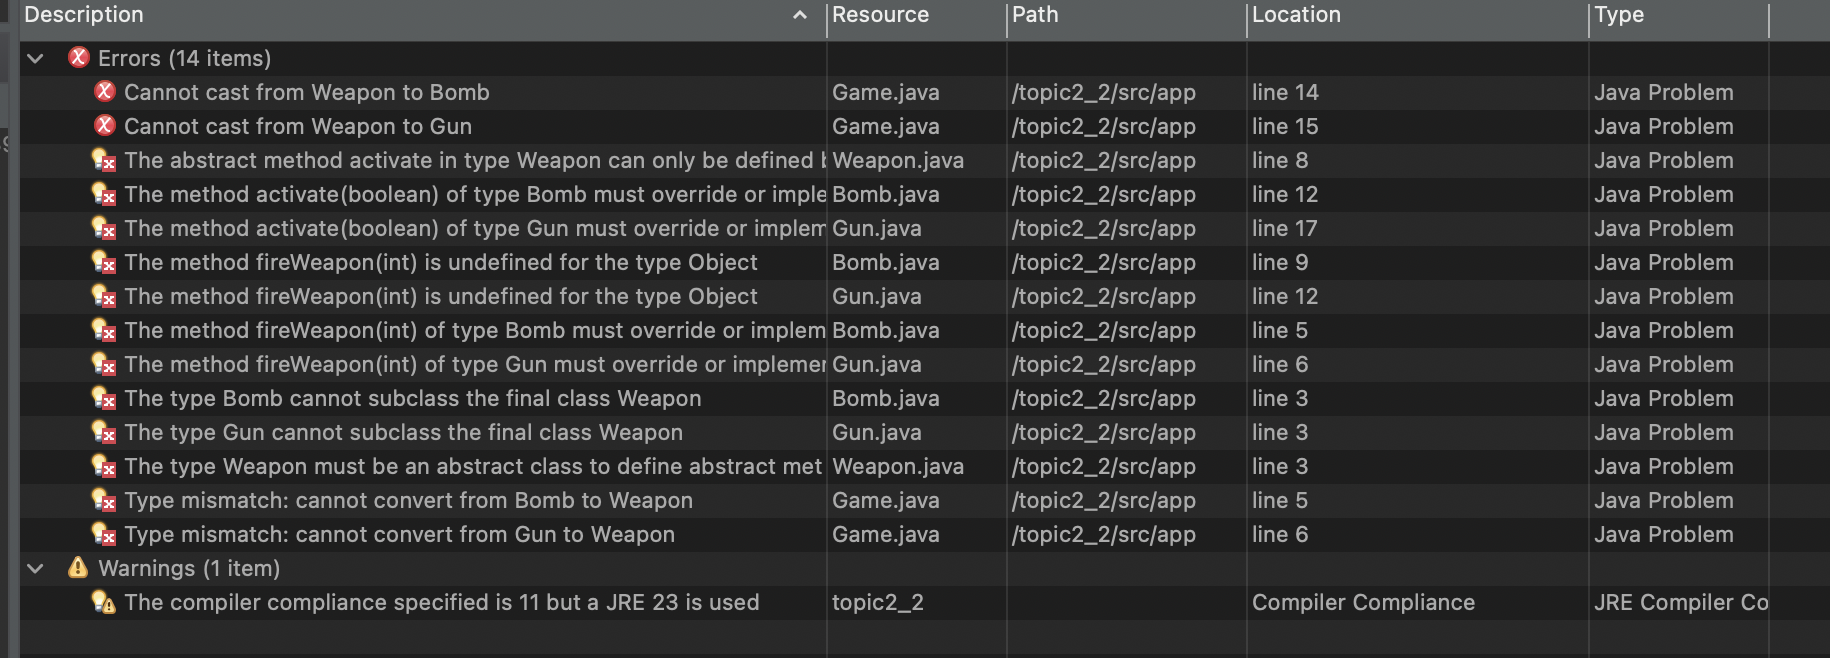 Description Resource Path Location Type
Errors (14 items)
Cannot cast from Weapon to Bomb Game.java /topic2_2/src/app line 14 Java Problem
Cannot cast from Weapon to Gun Game.java /topic2_2/src/app line 15 Java Problem
The abstract method activate in type Weapon can only be defined Weapon.java /topic2_2/src/app line 8 Java Problem
The method activate(boolean) of type Bomb must override or imple Bomb.java /topic2_2/src/app line 12 Java Problem
The method activate(boolean) of type Gun must override or implem Gun.java /topic2_2/src/app line 17 Java Problem
The method fireWeapon(int) is undefined for the type Object Bomb.java /topic2_2/src/app line 9 Java Problem
The method fireWeapon(int) is undefined for the type Object Gun.java /topic2_2/src/app line 12 Java Problem
The method fireWeapon(int) of type Bomb must override or implem Bomb.java /topic2_2/src/app line 5 Java Problem
The method fireWeapon(int) of type Gun must override or implemen Gun.java /topic2_2/src/app line 6 Java Problem
The type Bomb cannot subclass the final class Weapon Bomb.java /topic2_2/src/app line 3 Java Problem
The type Gun cannot subclass the final class Weapon Gun.java /topic2_2/src/app line 3 Java Problem
The type Weapon must be an abstract class to define abstract met Weapon.java /topic2_2/src/app line 3 Java Problem
Type mismatch: cannot convert from Bomb to Weapon Game.java /topic2_2/src/app line 5 Java Problem
Type mismatch: cannot convert from Gun to Weapon Game.java /topic2_2/src/app line 6 Java Problem
Warnings (1 item)
The compiler compliance specified is 11 but a JRE 23 is used topic2_2 Compiler Compliance JRE Compiler Co